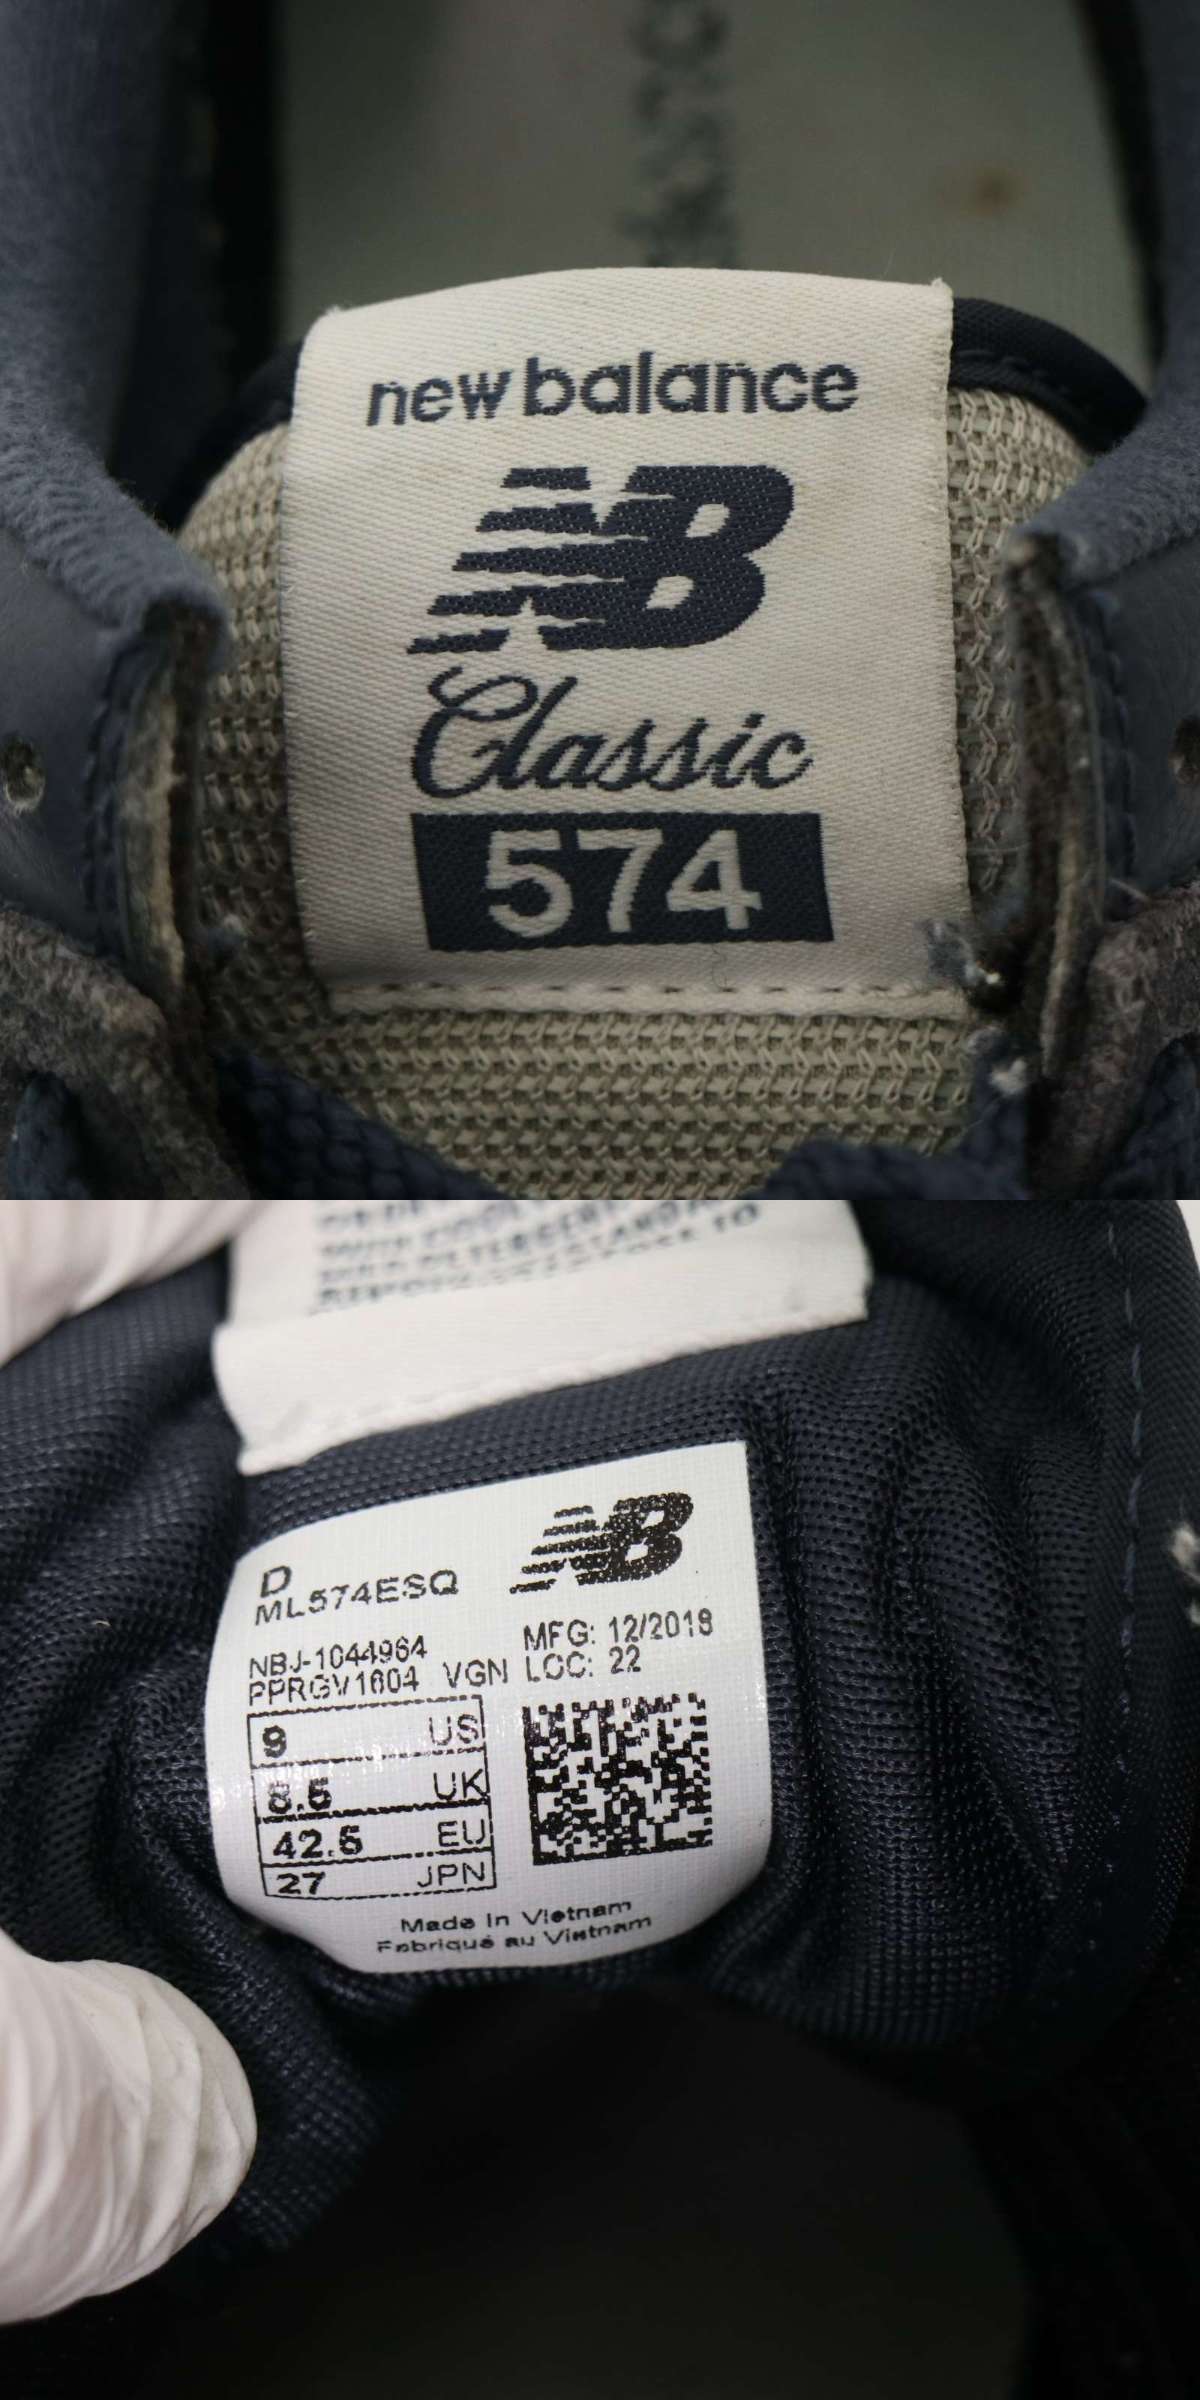 new balance
NB
Classic
574
D
ML574ESQ
NBJ-1044964
PPRGV1604 VGN
MFG: 12/2018
LOC: 22
9 US
8.5 UK
42.5 EU
27 JPN
Made in Vietnam
Fabriqué au Vietnam